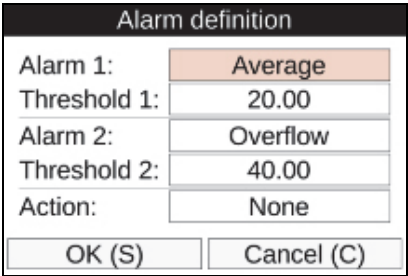 Alarm definition
Alarm 1: Average
Threshold 1: 20.00
Alarm 2: Overflow
Threshold 2: 40.00
Action: None
OK (S) Cancel (C)